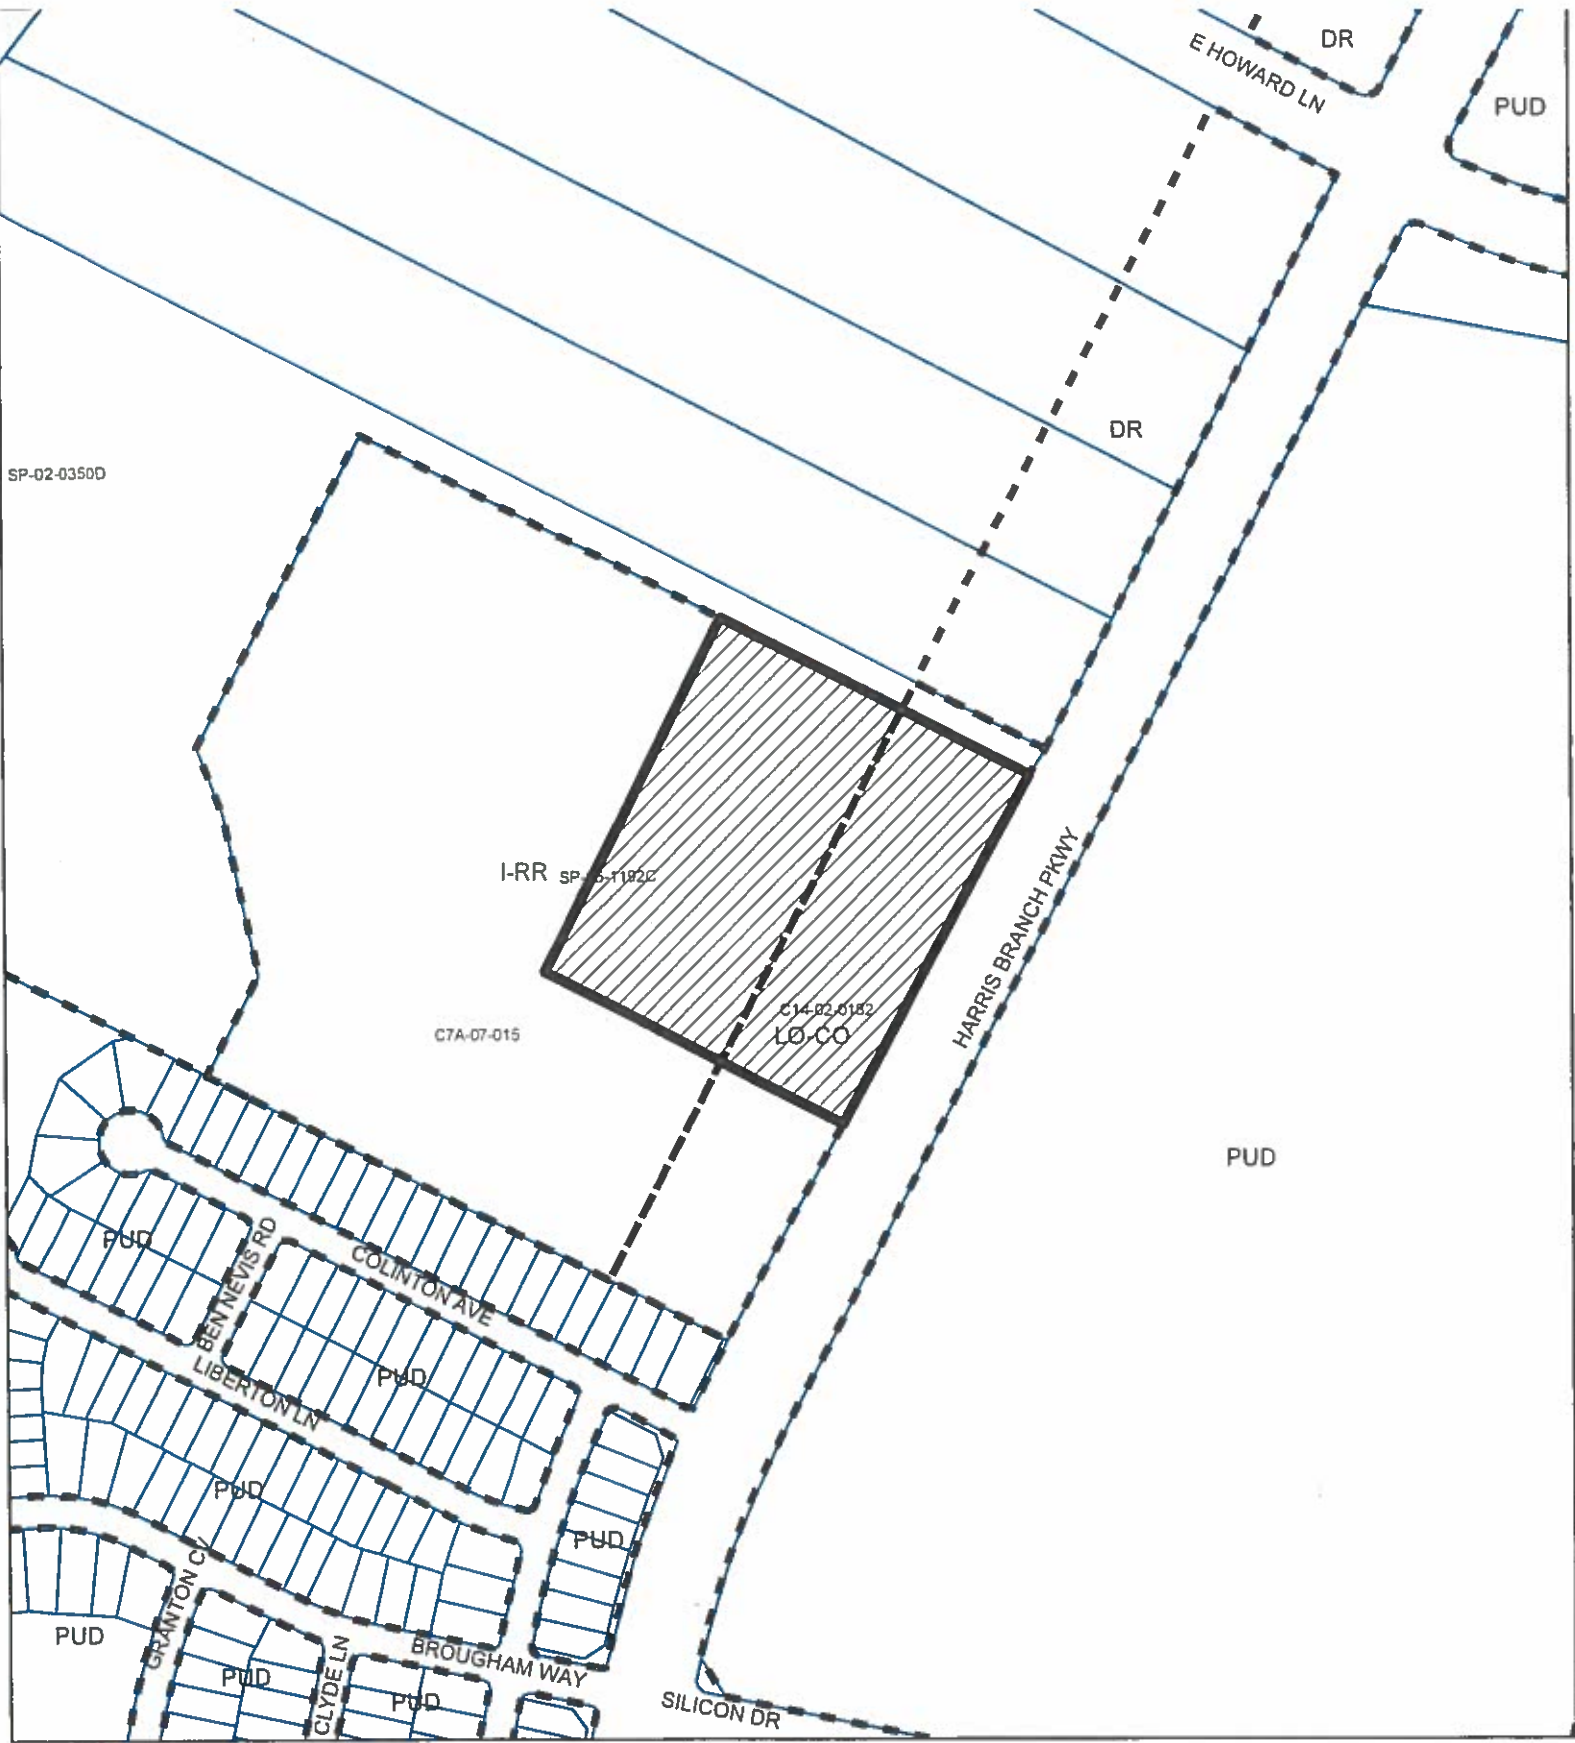 DR
E HOWARD LN
PUD
DR
SP-02-0350D
I-RR
HARRIS BRANCH PKWY
C14-02-0152
LO-CO
C7A-07-015
PUD
PUD
BEN NEVIS RD
COLINTON AVE
LIBERTON LN
PUD
PUD
PUD
GRANTON CV
PUD
PUD
CLYDE LN
BROUGHAM WAY
PUD
SILICON DR